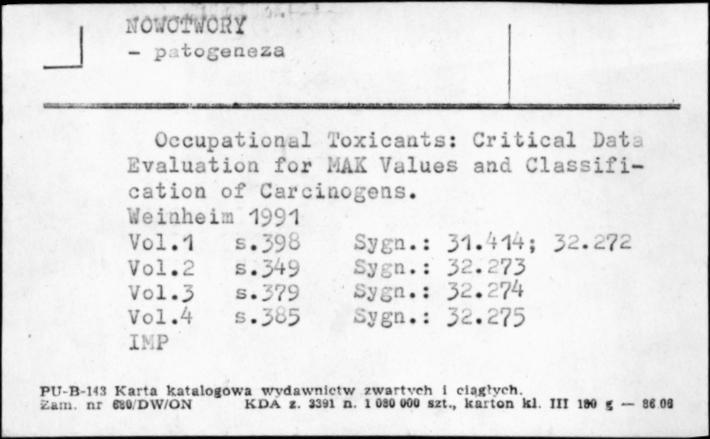 NOWOTWORY
- patogeneza
Occupational Toxicants: Critical Data
Evaluation for MAK Values and Classifi-
cation of Carcinogens.
Weinheim 1991
Vol.1 s.398 Sygn.: 31.414; 32.272
Vol.2 s.349 Sygn.: 32.273
Vol.3 s.379 Sygn.: 32.274
Vol.4 s.385 Sygn.: 32.275
IMP
PU-B-143 Karta katalogowa wydawnictw zwartych i ciągłych.
Zam. nr 680/DW/ON KDA z. 3391 n. 1 080 000 szt., karton kl. III 180 g — 86.06